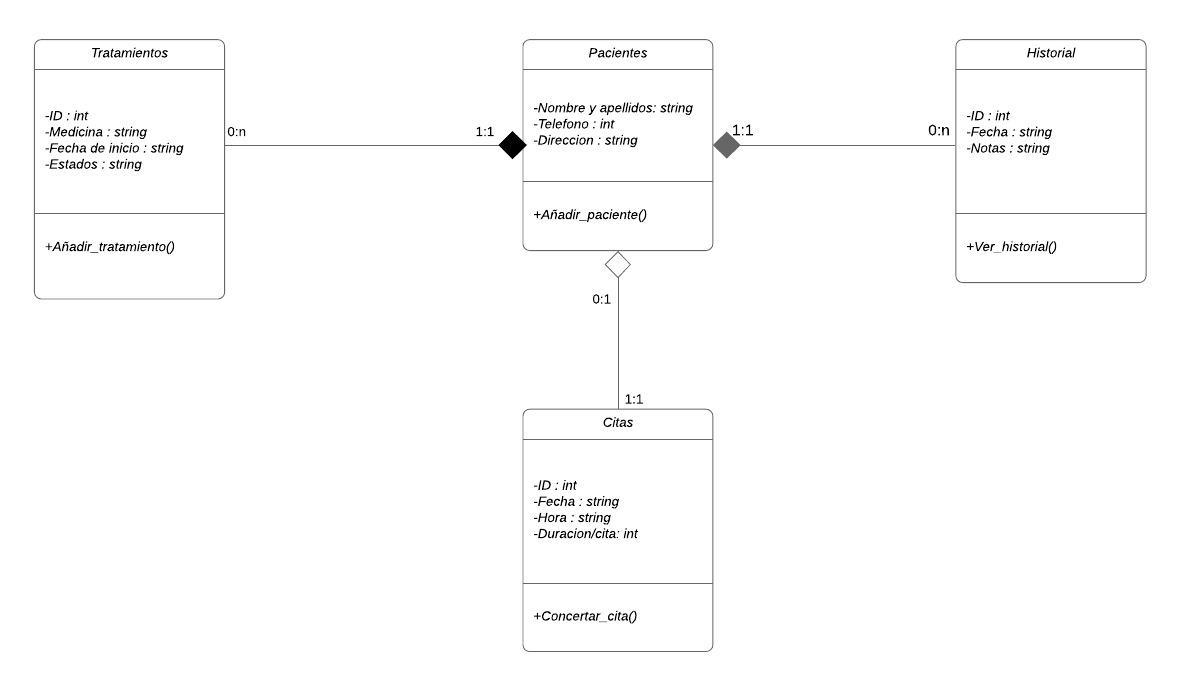 Tratamientos
-ID : int
-Medicina : string
-Fecha de inicio : string
-Estados : string
+Añadir_tratamiento()
0:n
1:1
Pacientes
-Nombre y apellidos: string
-Telefono : int
-Direccion : string
+Añadir_paciente()
1:1
0:n
Historial
-ID : int
-Fecha : string
-Notas : string
+Ver_historial()
0:1
1:1
Citas
-ID : int
-Fecha : string
-Hora : string
-Duracion/cita: int
+Concertar_cita()